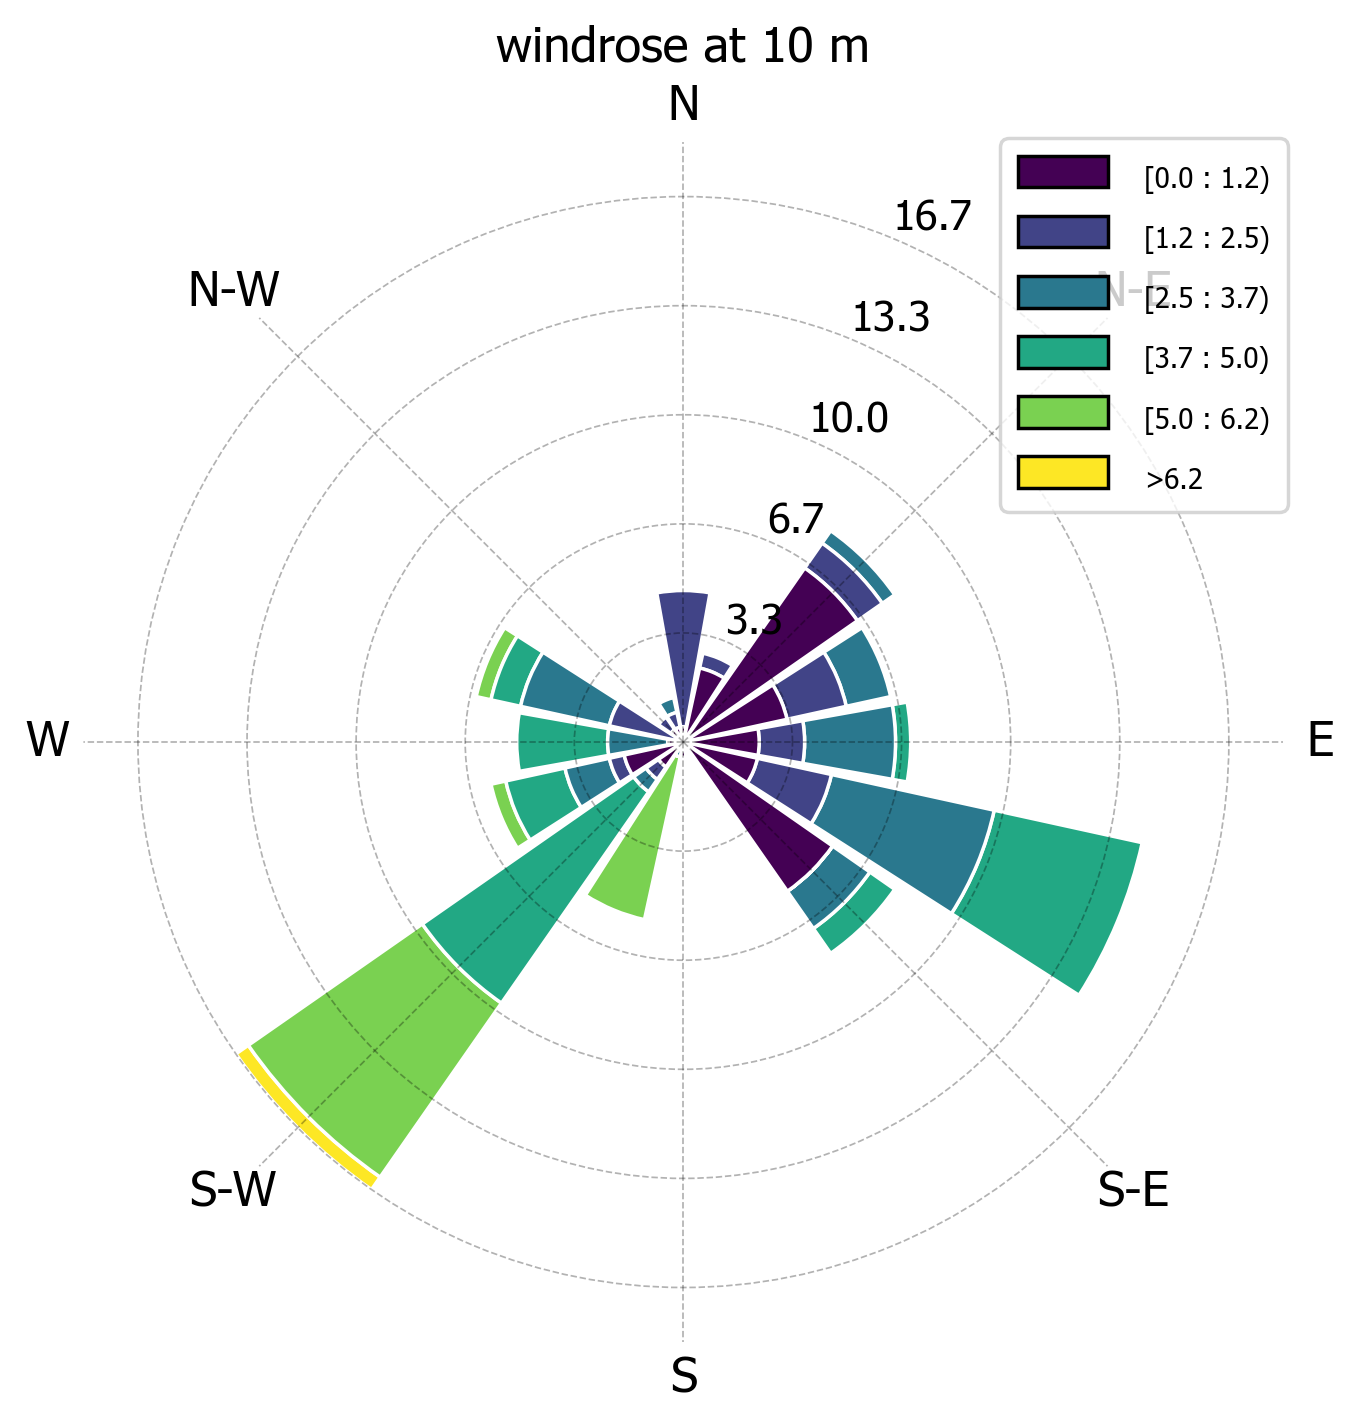 windrose at 10 m
N
16.7
[0.0 : 1.2)
[1.2 : 2.5)
N-W
N-E
[2.5 : 3.7)
13.3
[3.7 : 5.0)
10.0
[5.0 : 6.2)
>6.2
6.7
3.3
W
E
S-W
S-E
S